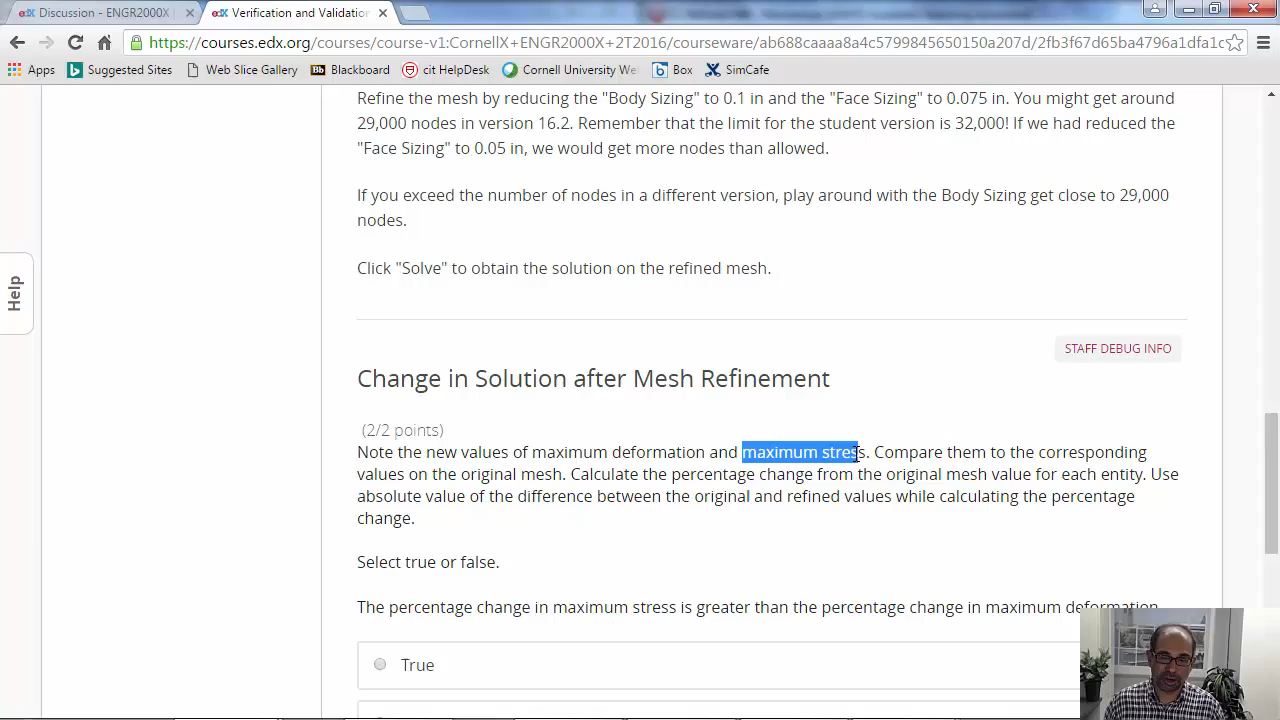 Discussion - ENGR2000X
Verification and Validation
https://courses.edx.org/courses/course-v1:CornellX+ENGR2000X+2T2016/courseware/ab688caaaa8a4c5799845650150a207d/2fb3f67d65ba4796a1dfa1c
Apps Suggested Sites Web Slice Gallery Blackboard cit HelpDesk Cornell University We Box SimCafe
Refine the mesh by reducing the "Body Sizing" to 0.1 in and the "Face Sizing" to 0.075 in. You might get around
29,000 nodes in version 16.2. Remember that the limit for the student version is 32,000! If we had reduced the
"Face Sizing" to 0.05 in, we would get more nodes than allowed.
If you exceed the number of nodes in a different version, play around with the Body Sizing get close to 29,000
nodes.
Click "Solve" to obtain the solution on the refined mesh.
Help
STAFF DEBUG INFO
Change in Solution after Mesh Refinement
(2/2 points)
Note the new values of maximum deformation and maximum stress. Compare them to the corresponding
values on the original mesh. Calculate the percentage change from the original mesh value for each entity. Use
absolute value of the difference between the original and refined values while calculating the percentage
change.
Select true or false.
The percentage change in maximum stress is greater than the percentage change in maximum deformation.
True